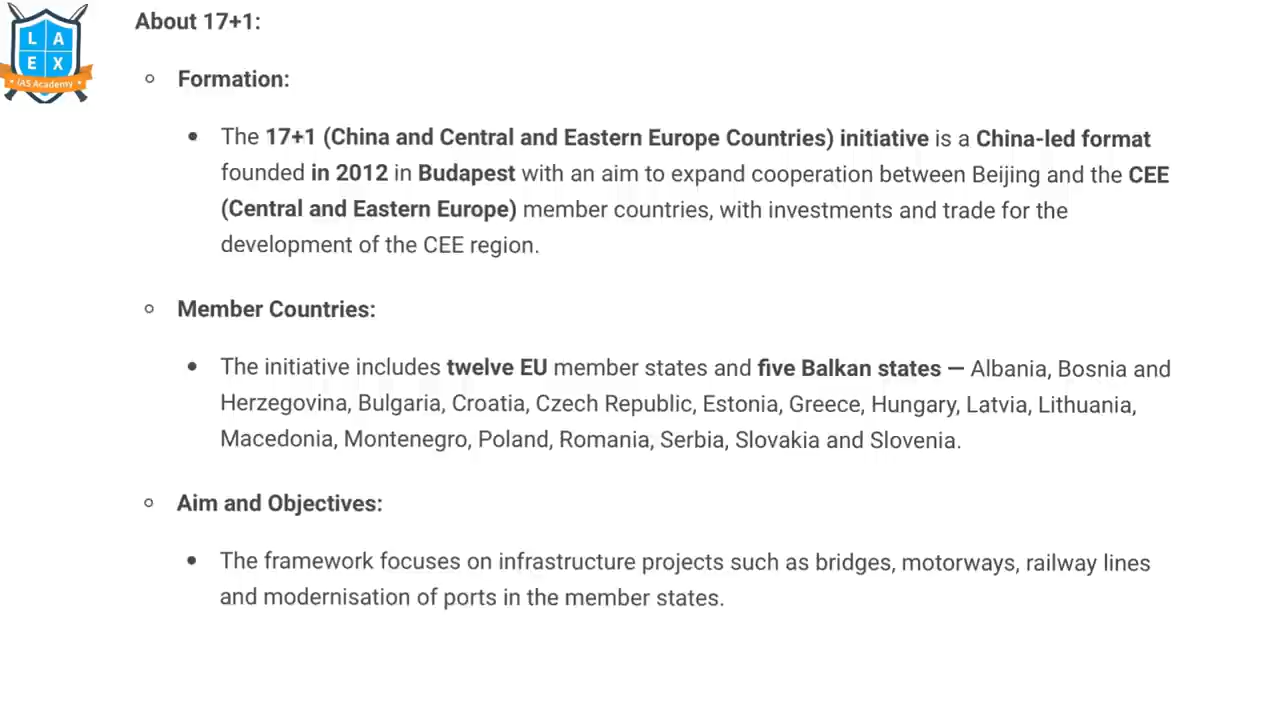 L A
E X
IAS Academy
About 17+1:
Formation:
The 17+1 (China and Central and Eastern Europe Countries) initiative is a China-led format
founded in 2012 in Budapest with an aim to expand cooperation between Beijing and the CEE
(Central and Eastern Europe) member countries, with investments and trade for the
development of the CEE region.
Member Countries:
The initiative includes twelve EU member states and five Balkan states — Albania, Bosnia and
Herzegovina, Bulgaria, Croatia, Czech Republic, Estonia, Greece, Hungary, Latvia, Lithuania,
Macedonia, Montenegro, Poland, Romania, Serbia, Slovakia and Slovenia.
Aim and Objectives:
The framework focuses on infrastructure projects such as bridges, motorways, railway lines
and modernisation of ports in the member states.